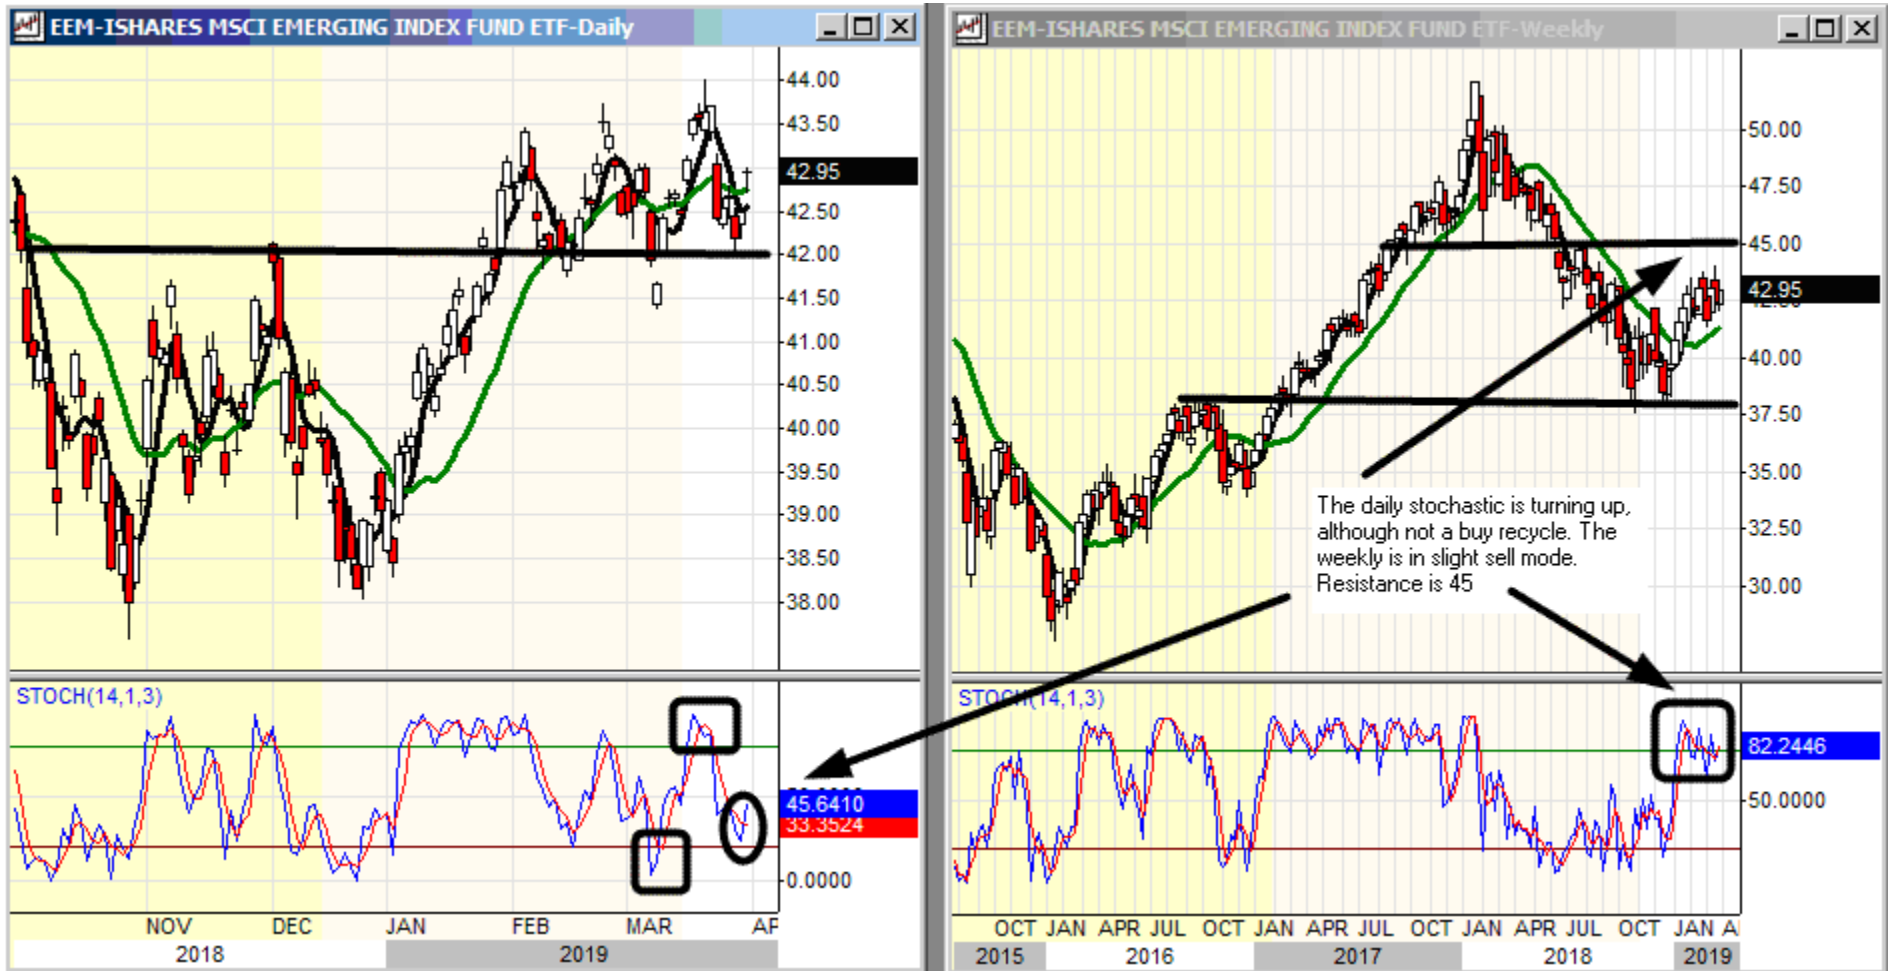 EEM-ISHARES MSCI EMERGING INDEX FUND ETF-Daily
44.00
43.50
42.95
42.50
42.00
41.50
41.00
40.50
40.00
39.50
39.00
38.50
38.00
STOCH(14,1,3)
45.6410
33.3524
0.0000
NOV DEC JAN FEB MAR AP
2018 2019
EEM-ISHARES MSCI EMERGING INDEX FUND ETF-Weekly
50.00
47.50
45.00
42.95
40.00
37.50
35.00
32.50
30.00
The daily stochastic is turning up,
although not a buy recycle. The
weekly is in slight sell mode.
Resistance is 45
STOCH(14,1,3)
82.2446
50.0000
OCT JAN APR JUL OCT JAN APR JUL OCT JAN APR JUL OCT JAN A
2015 2016 2017 2018 2019